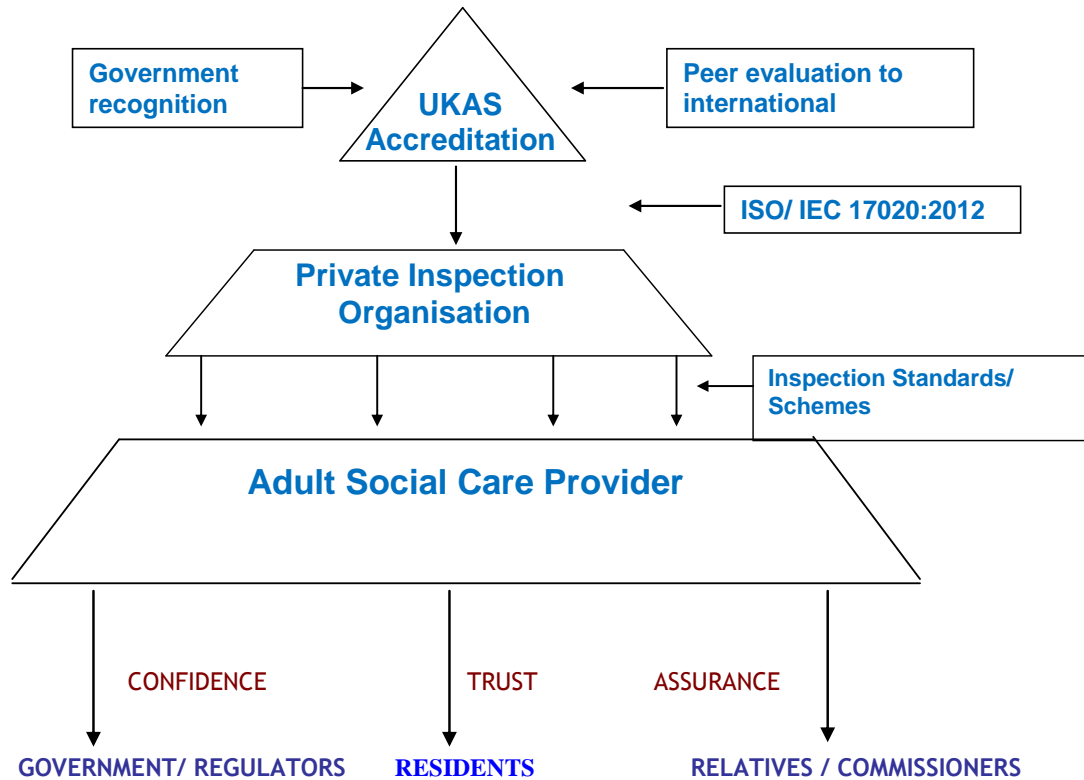 Government
recognition
UKAS
Accreditation
Peer evaluation to
international
ISO/ IEC 17020:2012
Private Inspection
Organisation
Inspection Standards/
Schemes
Adult Social Care Provider
CONFIDENCE
TRUST
ASSURANCE
GOVERNMENT/ REGULATORS
RESIDENTS
RELATIVES / COMMISSIONERS